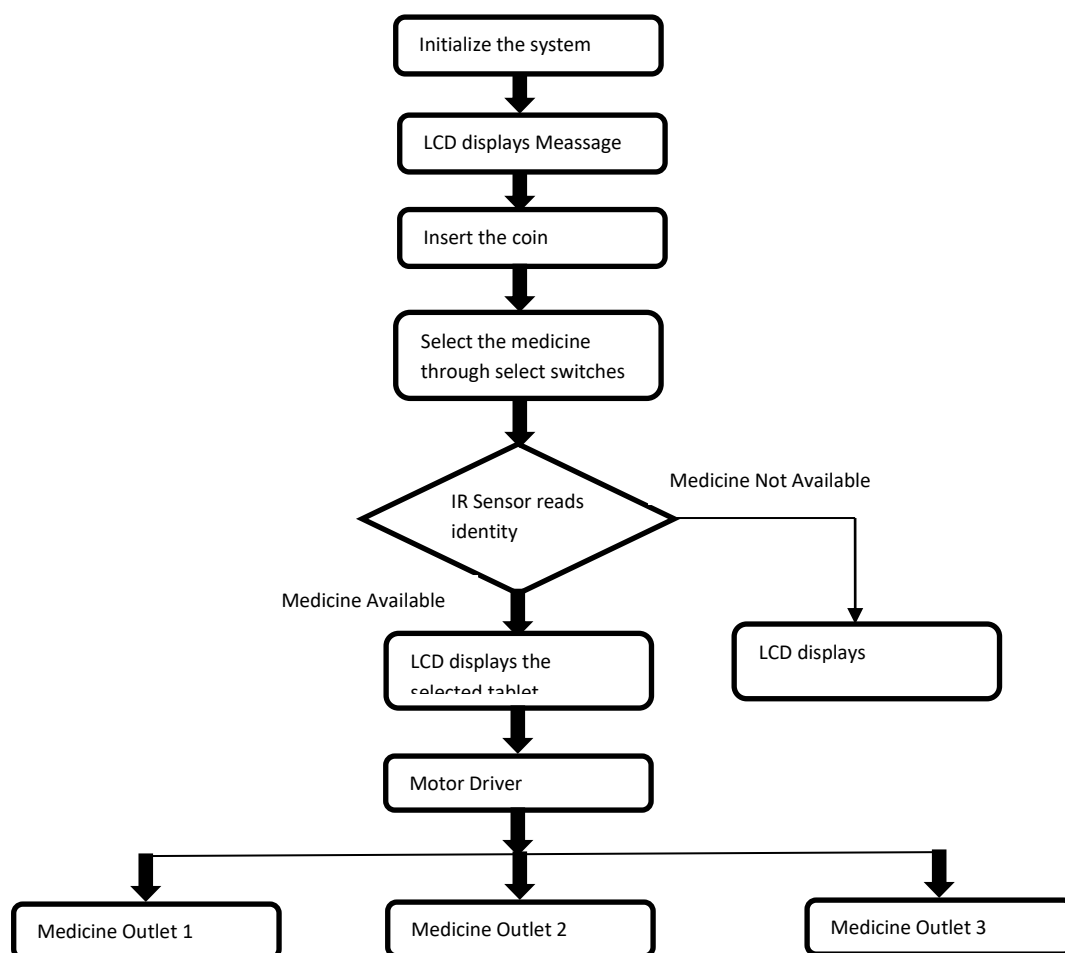 Initialize the system
LCD displays Meassage
Insert the coin
Select the medicine
through select switches
IR Sensor reads
identity
Medicine Not Available
Medicine Available
LCD displays the
selected tablet
LCD displays
Motor Driver
Medicine Outlet 1
Medicine Outlet 2
Medicine Outlet 3